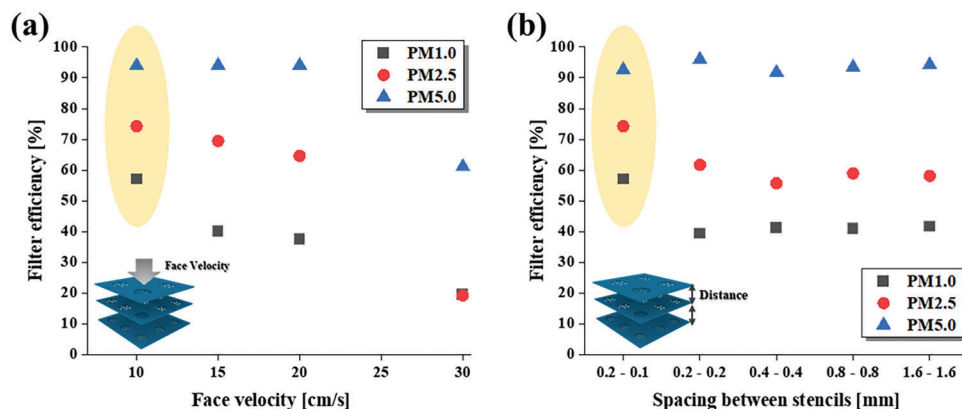 (a)
Filter efficiency [%]
100
90
80
70
60
50
40
30
20
10
0
PM1.0
PM2.5
PM5.0
Face Velocity
10
15
20
25
30
Face velocity [cm/s]
(b)
Filter efficiency [%]
100
90
80
70
60
50
40
30
20
10
0
Distance
PM1.0
PM2.5
PM5.0
0.2 - 0.1
0.2 - 0.2
0.4 - 0.4
0.8 - 0.8
1.6 - 1.6
Spacing between stencils [mm]